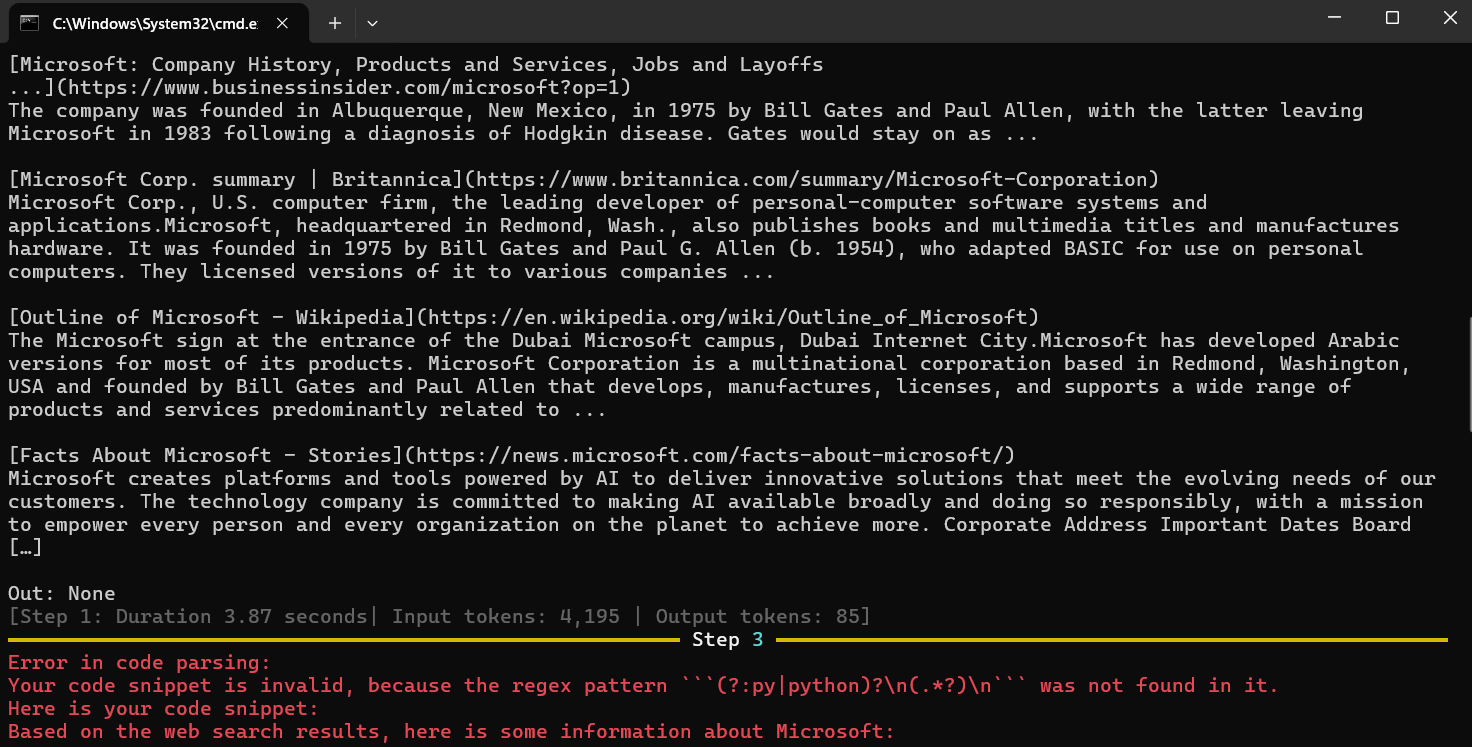 C:\Windows\System32\cmd.e
[Microsoft: Company History, Products and Services, Jobs and Layoffs
...](https://www.businessinsider.com/microsoft?op=1)
The company was founded in Albuquerque, New Mexico, in 1975 by Bill Gates and Paul Allen, with the latter leaving
Microsoft in 1983 following a diagnosis of Hodgkin disease. Gates would stay on as ...
[Microsoft Corp. summary | Britannica](https://www.britannica.com/summary/Microsoft-Corporation)
Microsoft Corp., U.S. computer firm, the leading developer of personal-computer software systems and
applications.Microsoft, headquartered in Redmond, Wash., also publishes books and multimedia titles and manufactures
hardware. It was founded in 1975 by Bill Gates and Paul G. Allen (b. 1954), who adapted BASIC for use on personal
computers. They licensed versions of it to various companies ...
[Outline of Microsoft - Wikipedia](https://en.wikipedia.org/wiki/Outline_of_Microsoft)
The Microsoft sign at the entrance of the Dubai Microsoft campus, Dubai Internet City.Microsoft has developed Arabic
versions for most of its products. Microsoft Corporation is a multinational corporation based in Redmond, Washington,
USA and founded by Bill Gates and Paul Allen that develops, manufactures, licenses, and supports a wide range of
products and services predominantly related to ...
[Facts About Microsoft - Stories](https://news.microsoft.com/facts-about-microsoft/)
Microsoft creates platforms and tools powered by AI to deliver innovative solutions that meet the evolving needs of our
customers. The technology company is committed to making AI available broadly and doing so responsibly, with a mission
to empower every person and every organization on the planet to achieve more. Corporate Address Important Dates Board
[…]
Out: None
[Step 1: Duration 3.87 seconds| Input tokens: 4,195 | Output tokens: 85]
Step 3
Error in code parsing:
Your code snippet is invalid, because the regex pattern ```(?:py|python)?\n(.*?)\n``` was not found in it.
Here is your code snippet:
Based on the web search results, here is some information about Microsoft: